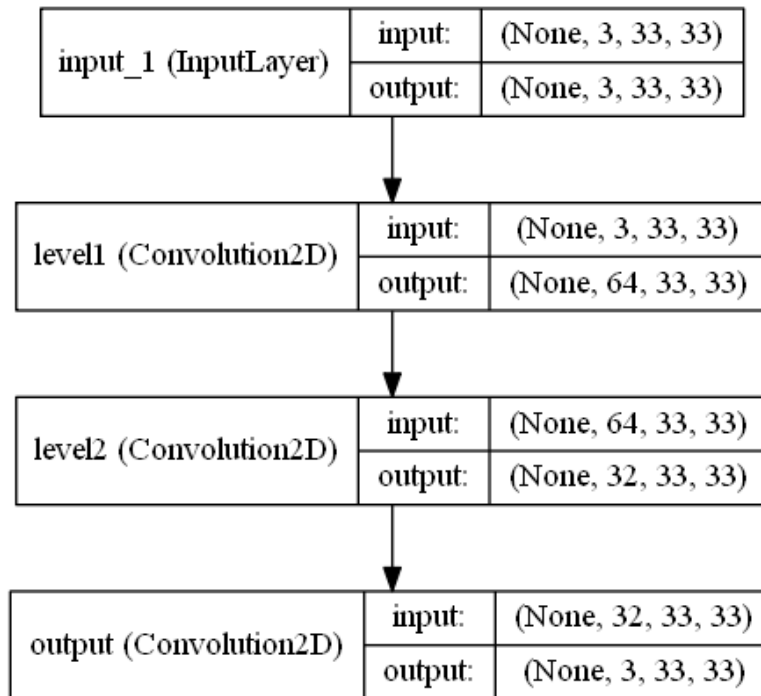 input_1 (InputLayer)
input: (None, 3, 33, 33)
output: (None, 3, 33, 33)
level1 (Convolution2D)
input: (None, 3, 33, 33)
output: (None, 64, 33, 33)
level2 (Convolution2D)
input: (None, 64, 33, 33)
output: (None, 32, 33, 33)
output (Convolution2D)
input: (None, 32, 33, 33)
output: (None, 3, 33, 33)